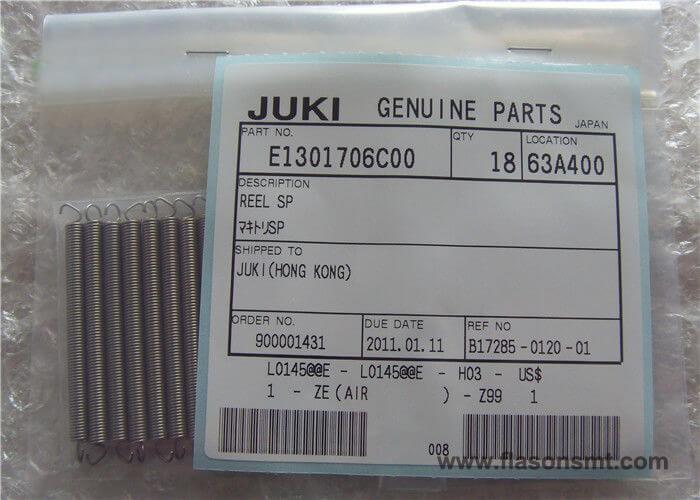 JUKI GENUINE PARTS JAPAN
PART NO. QTY LOCATION
E1301706C00 18 63A400
DESCRIPTION
REEL SP
マキトリSP
SHIPPED TO
JUKI(HONG KONG)
ORDER NO. DUE DATE REF NO
900001431 2011.01.11 B17285-0120-01
L0145@@E - L0145@@E - H03 - US$
1 - ZE(AIR ) - Z99 1
008
www.flasonsmt.com